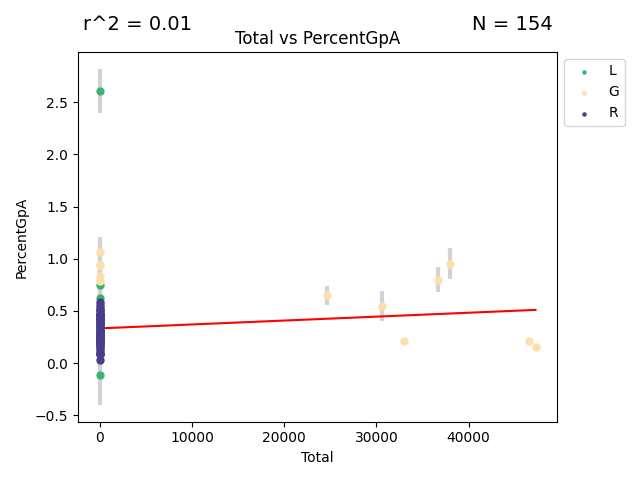 r^2 = 0.01
N = 154
Total vs PercentGpA
L
G
R
PercentGpA
2.5
2.0
1.5
1.0
0.5
0.0
−0.5
0
10000
20000
30000
40000
Total